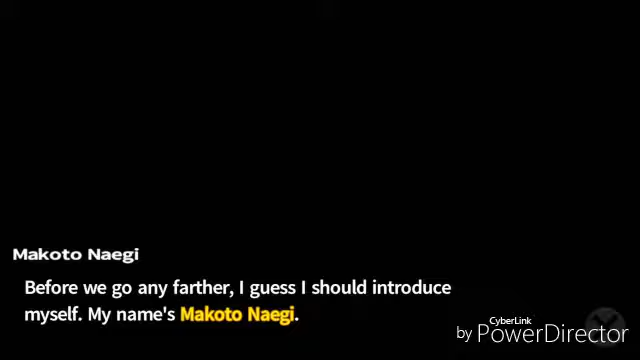 Makoto Naegi
Before we go any farther, I guess I should introduce
myself. My name's Makoto Naegi.
CyberLink
by PowerDirector